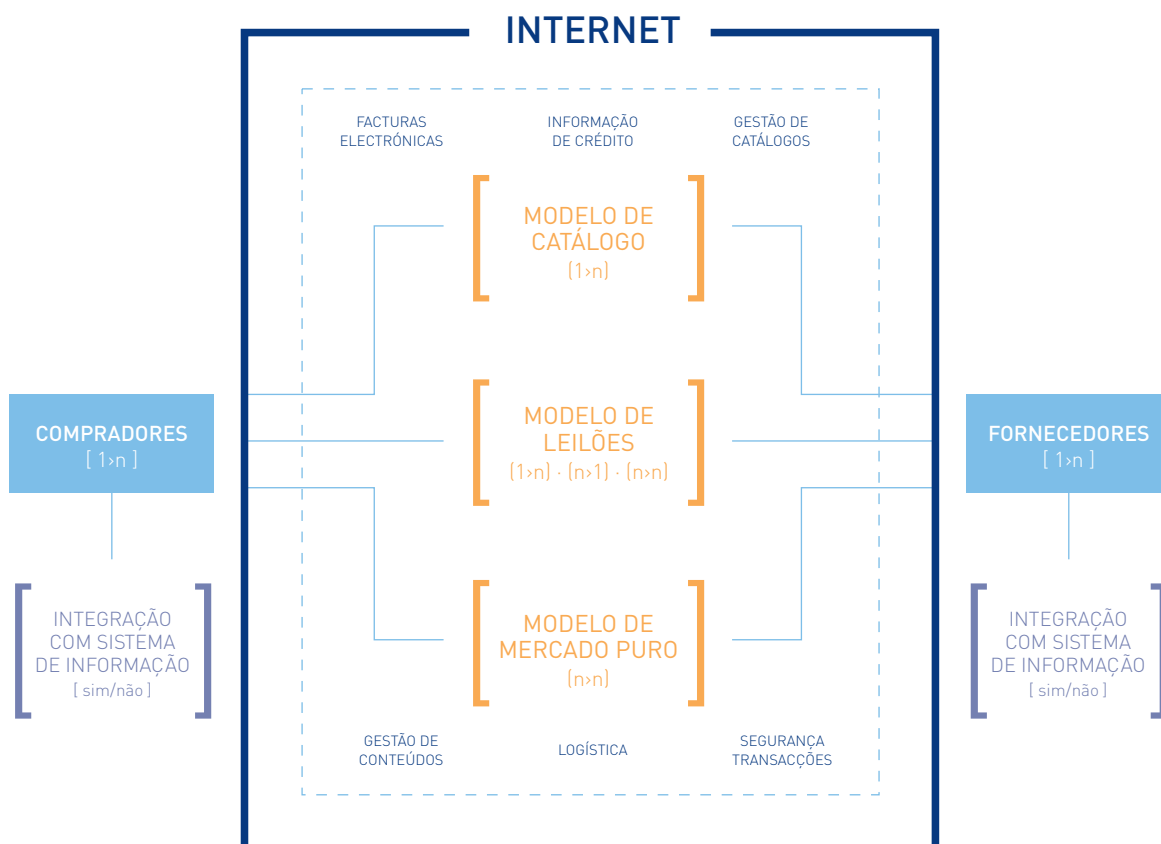 INTERNET
FACTURAS
ELECTRÓNICAS
INFORMAÇÃO
DE CRÉDITO
GESTÃO DE
CATÁLOGOS
MODELO DE
CATÁLOGO
(1›n)
COMPRADORES
[ 1›n ]
MODELO DE
LEILÕES
(1›n) · (n›1) · (n›n)
FORNECEDORES
[ 1›n ]
INTEGRAÇÃO
COM SISTEMA
DE INFORMAÇÃO
[ sim/não ]
MODELO DE
MERCADO PURO
(n›n)
INTEGRAÇÃO
COM SISTEMA
DE INFORMAÇÃO
[ sim/não ]
GESTÃO DE
CONTEÚDOS
LOGÍSTICA
SEGURANÇA
TRANSACÇÕES